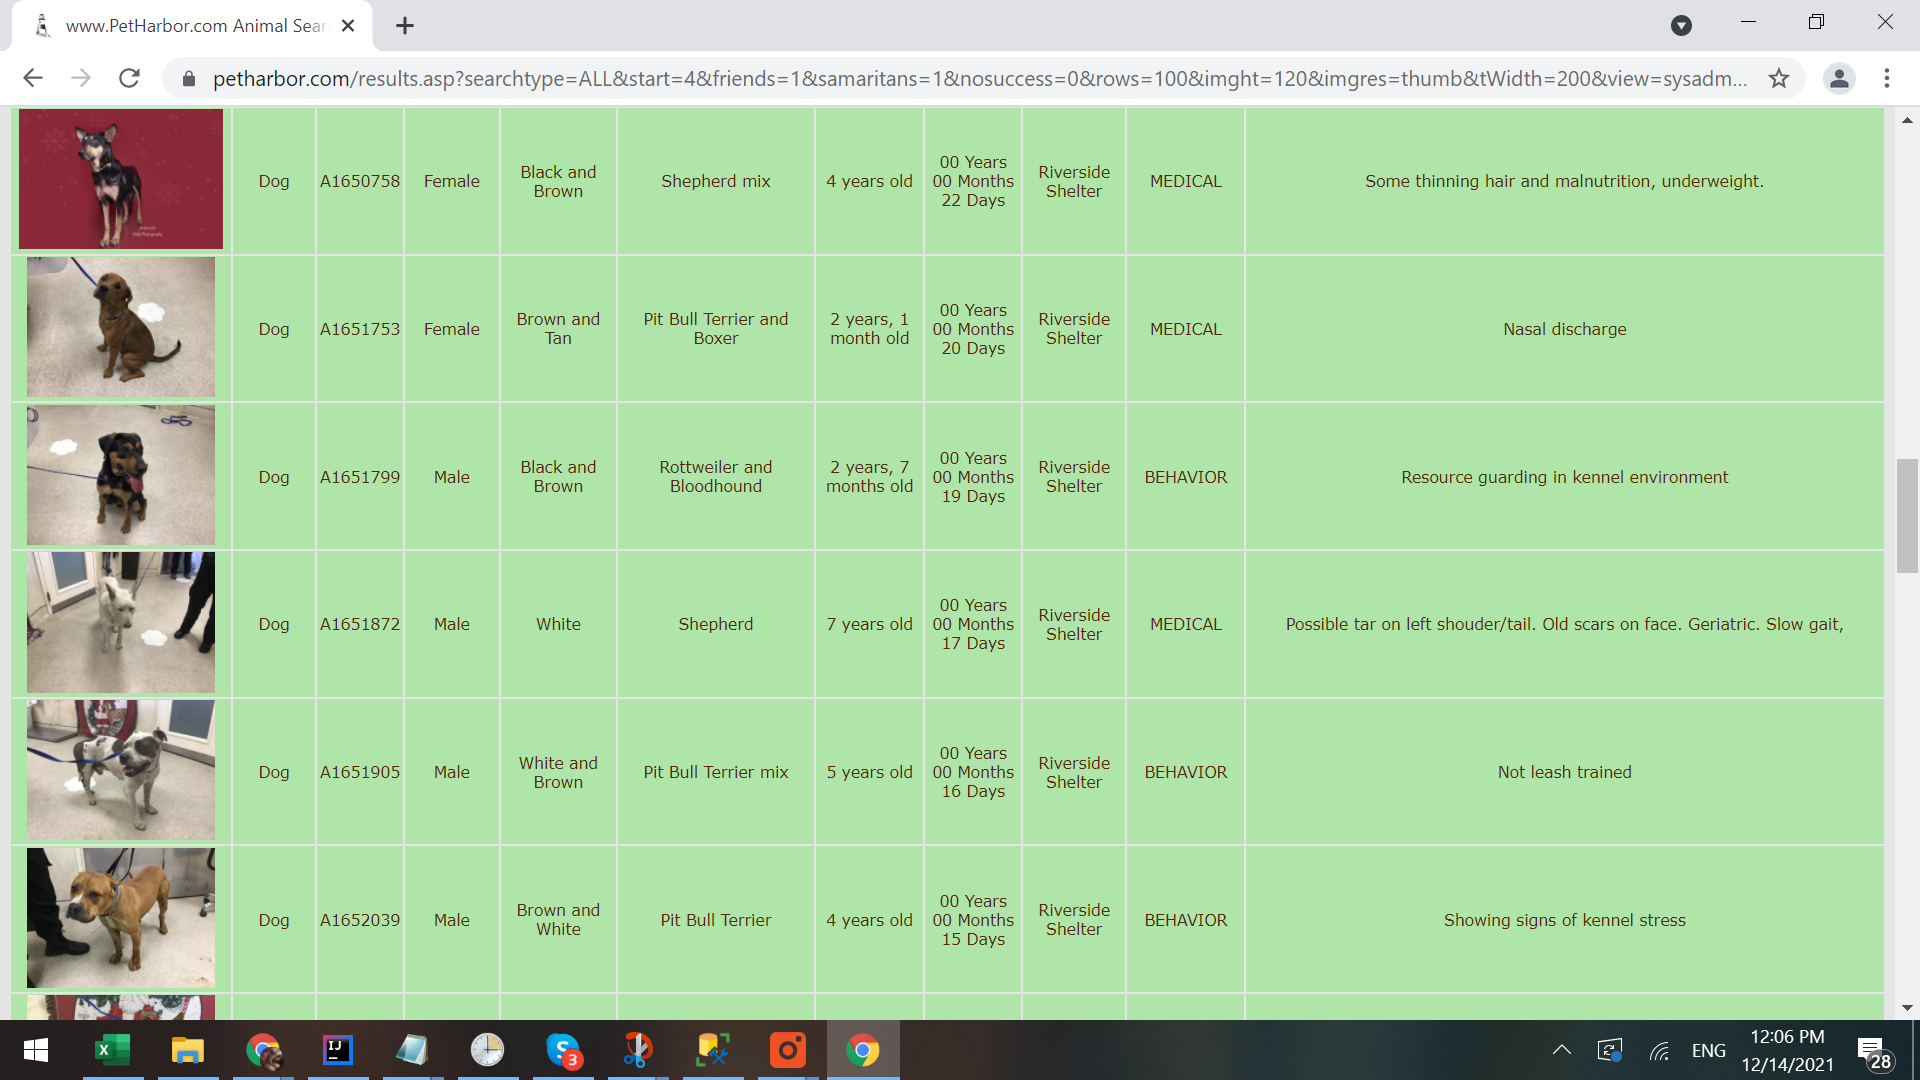 www.PetHarbor.com Animal Sear
petharbor.com/results.asp?searchtype=ALL&start=4&friends=1&samaritans=1&nosuccess=0&rows=100&imght=120&imgres=thumb&tWidth=200&view=sysadm...
Dog
A1650758
Female
Black and
Brown
Shepherd mix
4 years old
00 Years
00 Months
22 Days
Riverside
Shelter
MEDICAL
Some thinning hair and malnutrition, underweight.
Dog
A1651753
Female
Brown and
Tan
Pit Bull Terrier and
Boxer
2 years, 1
month old
00 Years
00 Months
20 Days
Riverside
Shelter
MEDICAL
Nasal discharge
Dog
A1651799
Male
Black and
Brown
Rottweiler and
Bloodhound
2 years, 7
months old
00 Years
00 Months
19 Days
Riverside
Shelter
BEHAVIOR
Resource guarding in kennel environment
Dog
A1651872
Male
White
Shepherd
7 years old
00 Years
00 Months
17 Days
Riverside
Shelter
MEDICAL
Possible tar on left shouder/tail. Old scars on face. Geriatric. Slow gait,
Dog
A1651905
Male
White and
Brown
Pit Bull Terrier mix
5 years old
00 Years
00 Months
16 Days
Riverside
Shelter
BEHAVIOR
Not leash trained
Dog
A1652039
Male
Brown and
White
Pit Bull Terrier
4 years old
00 Years
00 Months
15 Days
Riverside
Shelter
BEHAVIOR
Showing signs of kennel stress
IJ
3
ENG
12:06 PM
12/14/2021
28